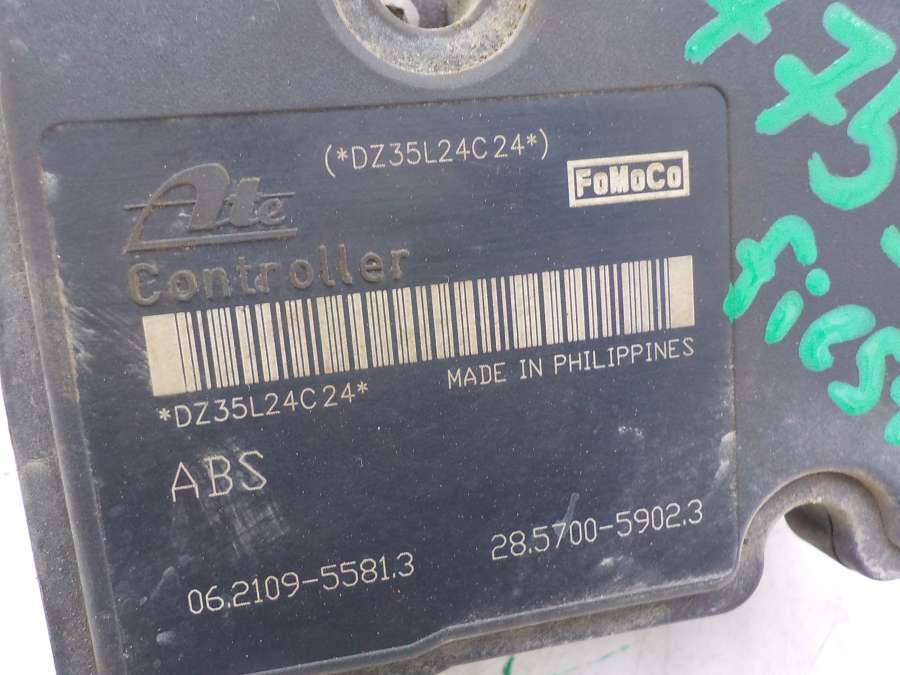 (*DZ35L24C24*)
Ate
FoMoCo
Controller
*DZ35L24C24*
MADE IN PHILIPPINES
ABS
06.2109-5581.3
28.5700-5902.3